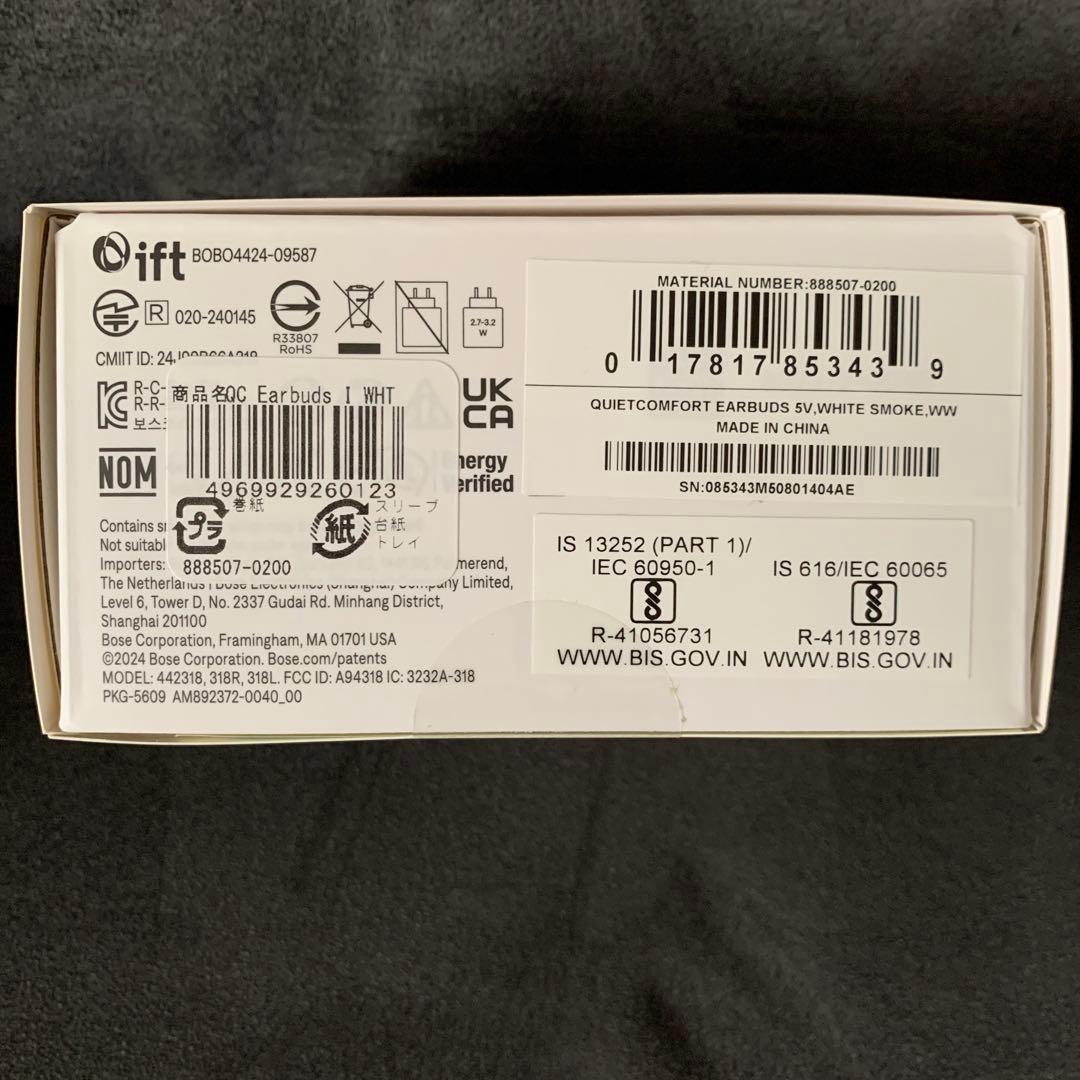 ift BOBO4424-09587
R 020-240145
R33807
RoHS
2.7-3.2
W
CMIIT ID:
R-C-
R-R-
UK
CA
NOM
商品名QC Earbuds I WHT
4969929260123
プラ
巻紙
紙
スリーブ
台紙
トレイ
888507-0200
Contains
Not
Importers:
The Netherlands
Company Limited,
Level 6, Tower D, No. 2337 Gudai Rd. Minhang District,
Shanghai 201100
Bose Corporation, Framingham, MA 01701 USA
©2024 Bose Corporation. Bose.com/patents
MODEL: 442318, 318R, 318L. FCC ID: A94318 IC: 3232A-318
PKG-5609 AM892372-0040_00
MATERIAL NUMBER:888507-0200
0 17817 85343 9
QUIETCOMFORT EARBUDS 5V,WHITE SMOKE,WW
MADE IN CHINA
SN:085343M50801404AE
IS 13252 (PART 1)/
IEC 60950-1
R-41056731
WWW.BIS.GOV.IN
IS 616/IEC 60065
R-41181978
WWW.BIS.GOV.IN